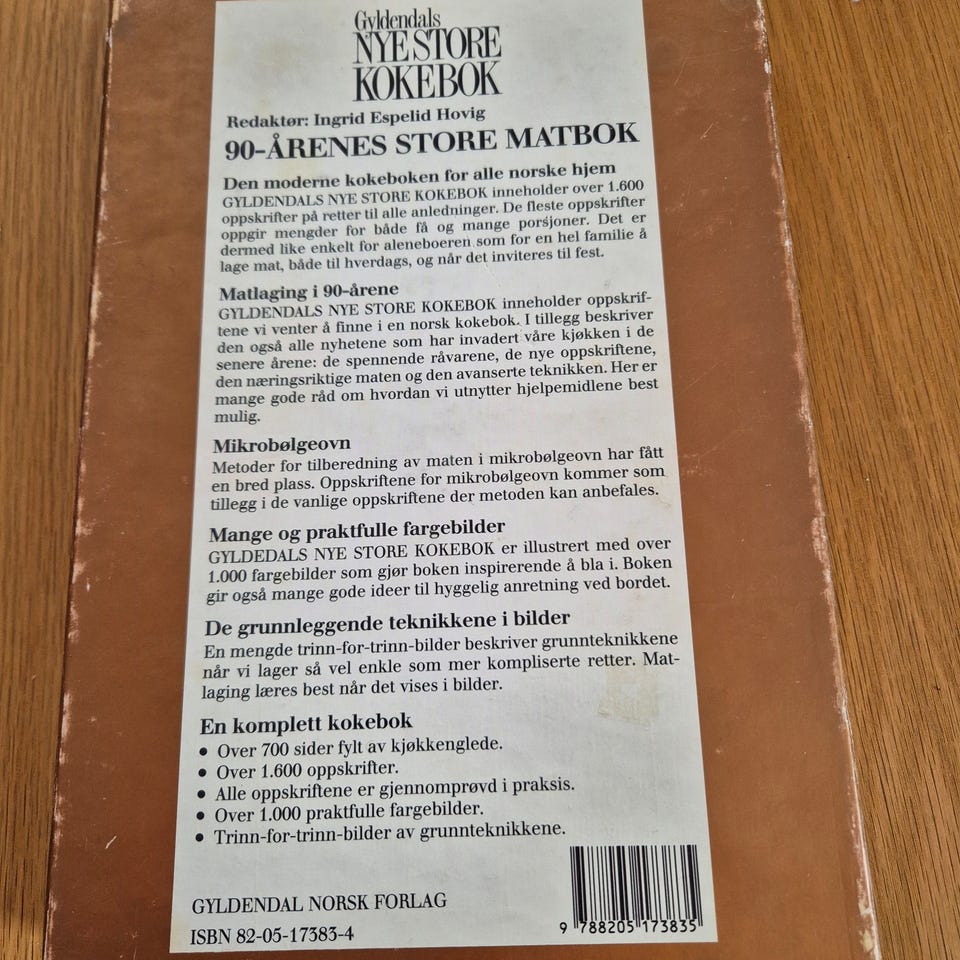 Gyldendals
NYE STORE
KOKEBOK
Redaktør: Ingrid Espelid Hovig
90-ÅRENES STORE MATBOK
Den moderne kokeboken for alle norske hjem
GYLDENDALS NYE STORE KOKEBOK inneholder over 1.600
oppskrifter på retter til alle anledninger. De fleste oppskrifter
oppgir mengder for både få og mange porsjoner. Det er
dermed like enkelt for aleneboeren som for en hel familie å
lage mat, både til hverdags, og når det inviteres til fest.
Matlaging i 90-årene
GYLDENDALS NYE STORE KOKEBOK inneholder oppskrif-
tene vi venter å finne i en norsk kokebok. I tillegg beskriver
den også alle nyhetene som har invadert våre kjøkken i de
senere årene: de spennende råvarene, de nye oppskriftene,
den næringsriktige maten og den avanserte teknikken. Her er
mange gode råd om hvordan vi utnytter hjelpemidlene best
mulig.
Mikrobølgeovn
Metoder for tilberedning av maten i mikrobølgeovn har fått
en bred plass. Oppskriftene for mikrobølgeovn kommer som
tillegg i de vanlige oppskriftene der metoden kan anbefales.
Mange og praktfulle fargebilder
GYLDEDALS NYE STORE KOKEBOK er illustrert med over
1.000 fargebilder som gjør boken inspirerende å bla i. Boken
gir også mange gode ideer til hyggelig anretning ved bordet.
De grunnleggende teknikkene i bilder
En mengde trinn-for-trinn-bilder beskriver grunnteknikkene
når vi lager så vel enkle som mer kompliserte retter. Mat-
laging læres best når det vises i bilder.
En komplett kokebok
• Over 700 sider fylt av kjøkkenglede.
• Over 1.600 oppskrifter.
• Alle oppskriftene er gjennomprøvd i praksis.
• Over 1.000 praktfulle fargebilder.
• Trinn-for-trinn-bilder av grunnteknikkene.
GYLDENDAL NORSK FORLAG
ISBN 82-05-17383-4
9 788205 173835